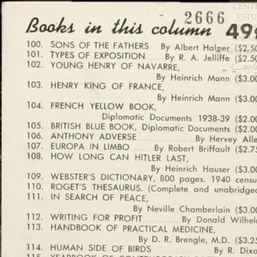 CEN
ESTU
2666
Books in this column 49¢
100. SONS OF THE FATHERS By Albert Halper ($2.50
101. TYPES OF EXPOSITION By R. A. Jelliffe ($2.50
102. YOUNG HENRY OF NAVARRE,
By Heinrich Mann ($3.0
103. HENRY KING OF FRANCE,
By Heinrich Mann ($3.00
104. FRENCH YELLOW BOOK,
Diplomatic Documents 1938-39 ($2.00
105. BRITISH BLUE BOOK, Diplomatic Documents ($2.00
106. ANTHONY ADVERSE By Hervey Alle
107. EUROPA IN LIMBO By Robert Briffault ($2.75
108. HOW LONG CAN HITLER LAST,
By Heinrich Hauser ($3.00
109. WEBSTER'S DICTIONARY, 800 pages. 1940 census
110. ROGET'S THESAURUS. (Complete and unabridged
111. IN SEARCH OF PEACE,
By Neville Chamberlain ($3.0
112. WRITING FOR PROFIT By Donald Wilhelm
113. HANDBOOK OF PRACTICAL MEDICINE,
By D. R. Brengle, M.D. ($3.25
114. HUMAN SIDE OF BIRDS By R. Dixo